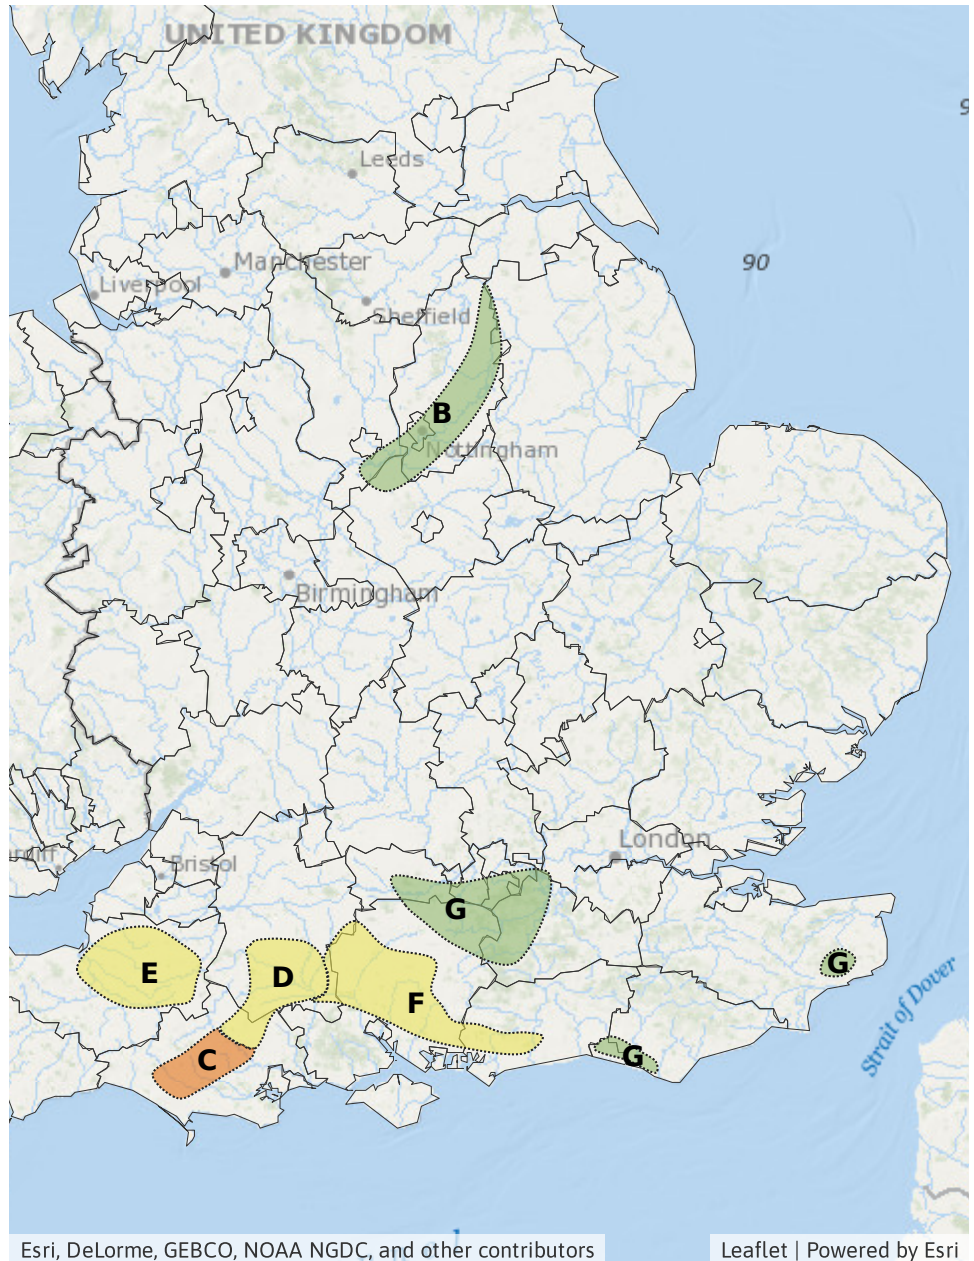 UNITED KINGDOM
9
Leeds
Manchester
90
Liverpool
Sheffield
B
Nottingham
Birmingham
London
Bristol
G
E
D
G
F
Strait of Dover
C
G
Esri, DeLorme, GEBCO, NOAA NGDC, and other contributors
Leaflet | Powered by Esri